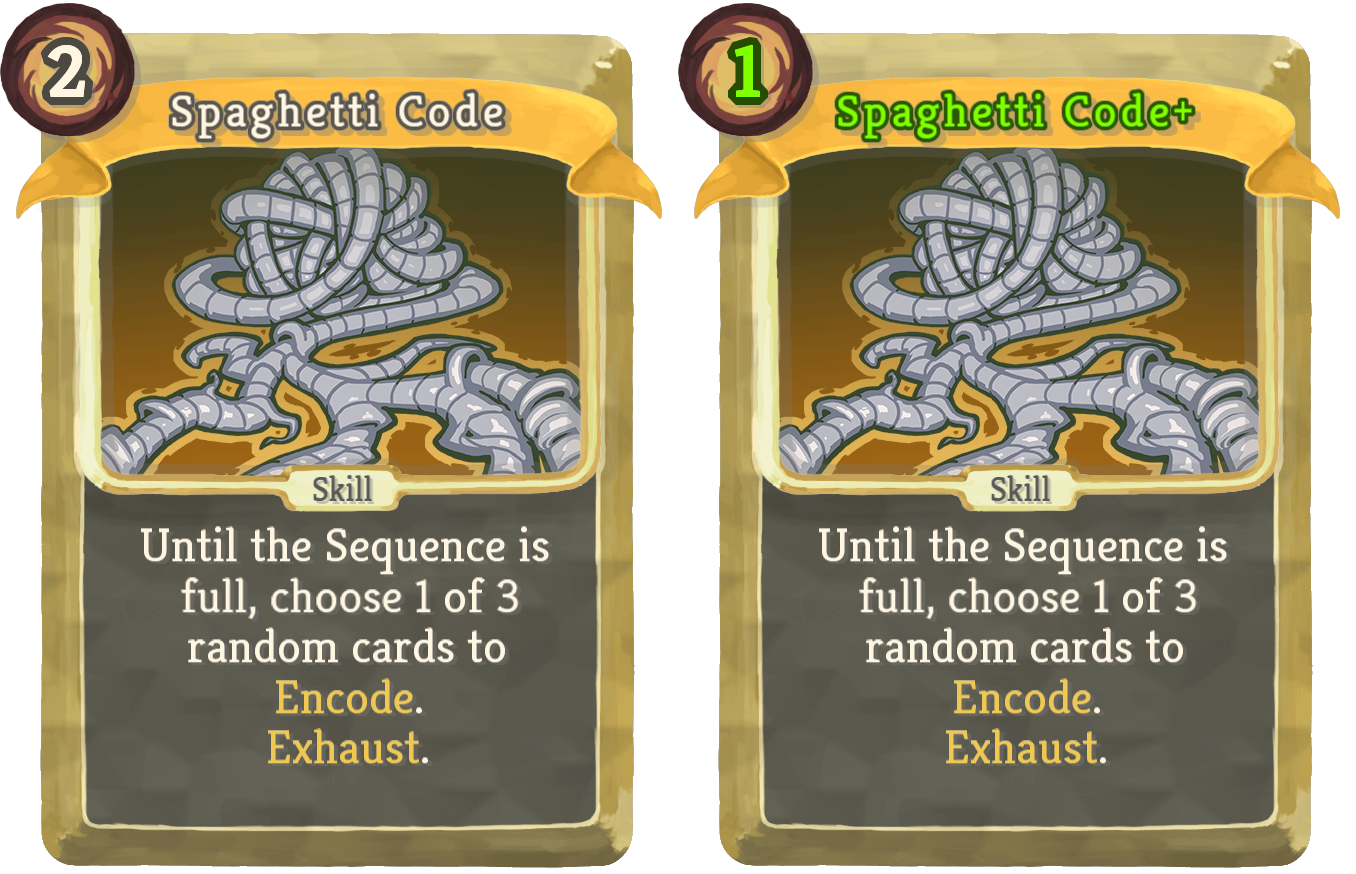 2
Spaghetti Code
Skill
Until the Sequence is
full, choose 1 of 3
random cards to
Encode.
Exhaust.
1
Spaghetti Code+
Skill
Until the Sequence is
full, choose 1 of 3
random cards to
Encode.
Exhaust.